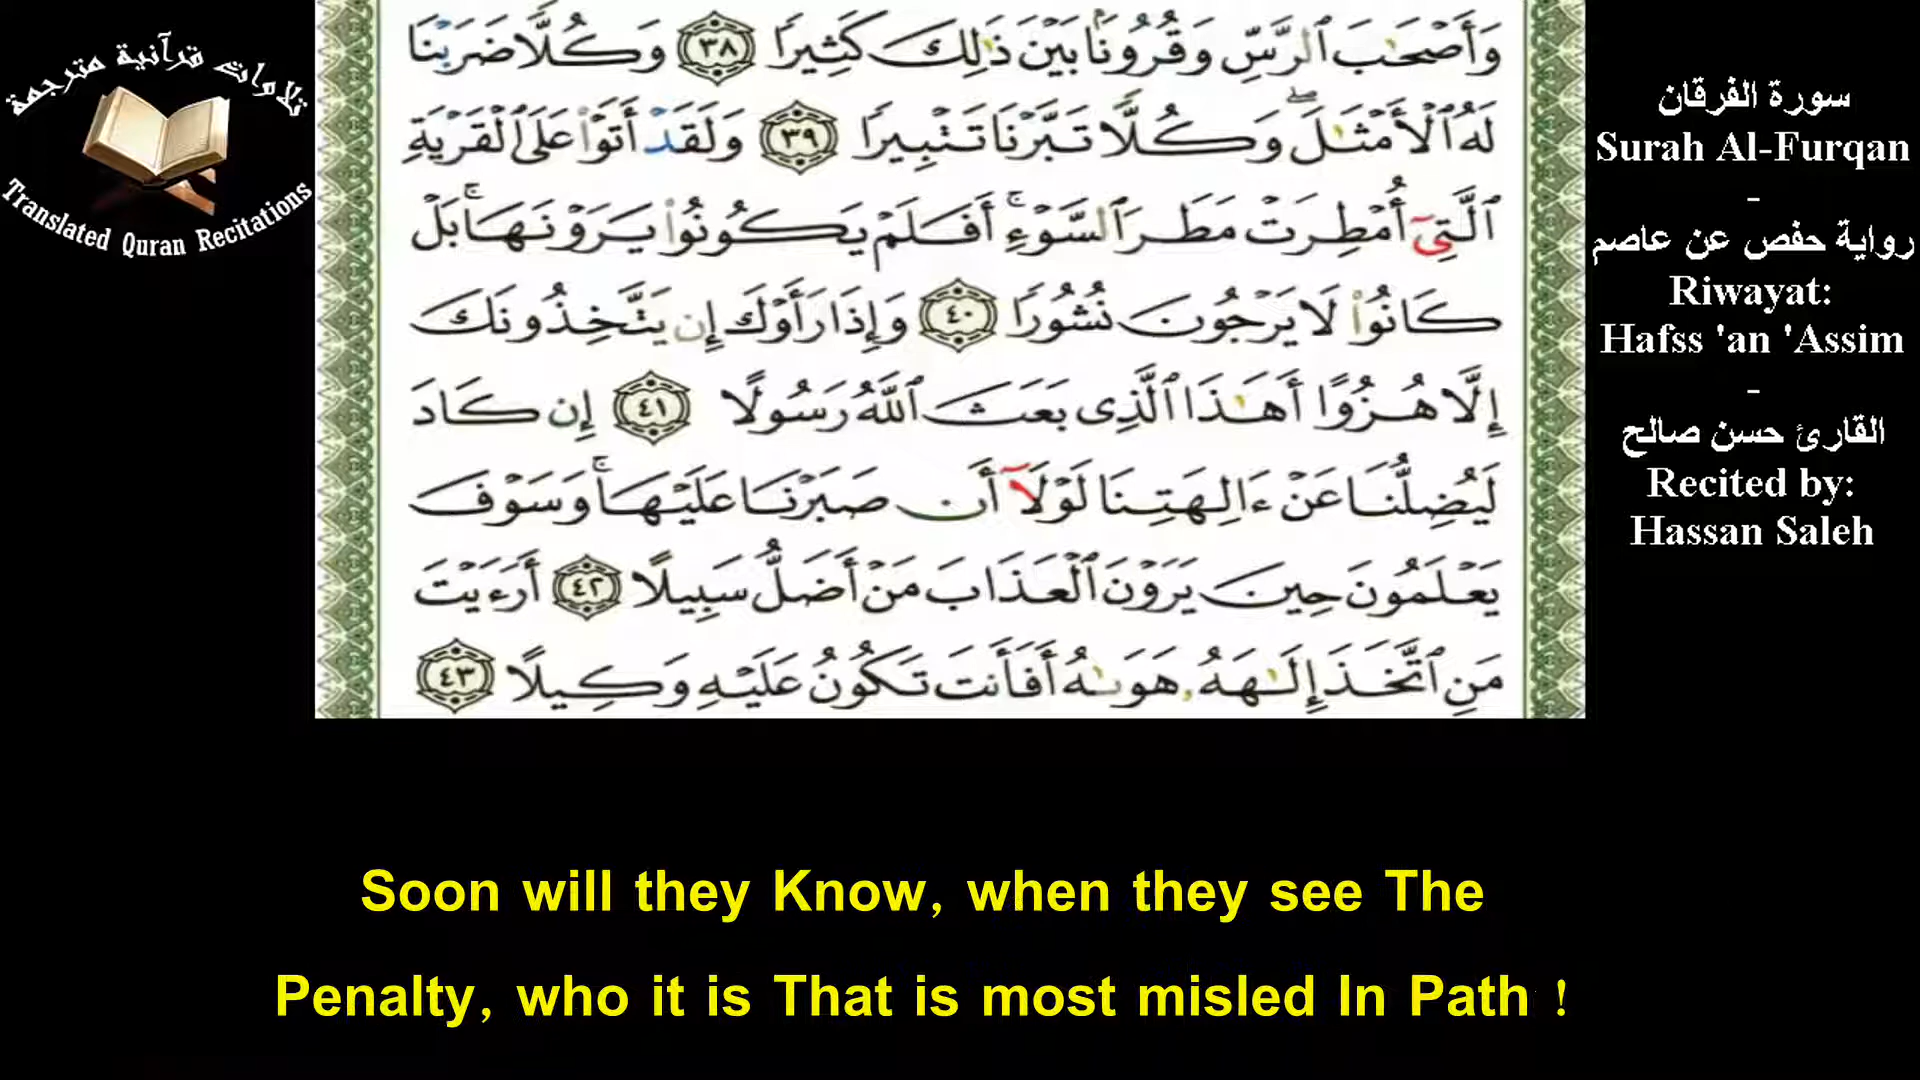 تلاوات قرآنية مترجمة
Translated Quran Recitations
وَأَصْحَٰبَ ٱلرَّسِّ وَقُرُونًۢا بَيْنَ ذَٰلِكَ كَثِيرًا ٣٨ وَكُلًّا ضَرَبْنَا
لَهُ ٱلْأَمْثَٰلَ ۖ وَكُلًّا تَبَّرْنَا تَتْبِيرًا ٣٩ وَلَقَدْ أَتَوْا۟ عَلَى ٱلْقَرْيَةِ
ٱلَّتِىٓ أُمْطِرَتْ مَطَرَ ٱلسَّوْءِ ۚ أَفَلَمْ يَكُونُوا۟ يَرَوْنَهَا ۚ بَلْ
كَانُوا۟ لَا يَرْجُونَ نُشُورًا ٤٠ وَإِذَا رَأَوْكَ إِن يَتَّخِذُونَكَ
إِلَّا هُزُوًا أَهَٰذَا ٱلَّذِى بَعَثَ ٱللَّهُ رَسُولًا ٤١ إِن كَادَ
لَيُضِلُّنَا عَنْ ءَالِهَتِنَا لَوْلَآ أَن صَبَرْنَا عَلَيْهَا ۚ وَسَوْفَ
يَعْلَمُونَ حِينَ يَرَوْنَ ٱلْعَذَابَ مَنْ أَضَلُّ سَبِيلًا ٤٢ أَرَءَيْتَ
مَنِ ٱتَّخَذَ إِلَٰهَهُۥ هَوَىٰهُ أَفَأَنتَ تَكُونُ عَلَيْهِ وَكِيلًا ٤٣
سورة الفرقان
Surah Al-Furqan
-
رواية حفص عن عاصم
Riwayat:
Hafss 'an 'Assim
-
القارئ حسن صالح
Recited by:
Hassan Saleh
Soon will they Know, when they see The
Penalty, who it is That is most misled In Path !